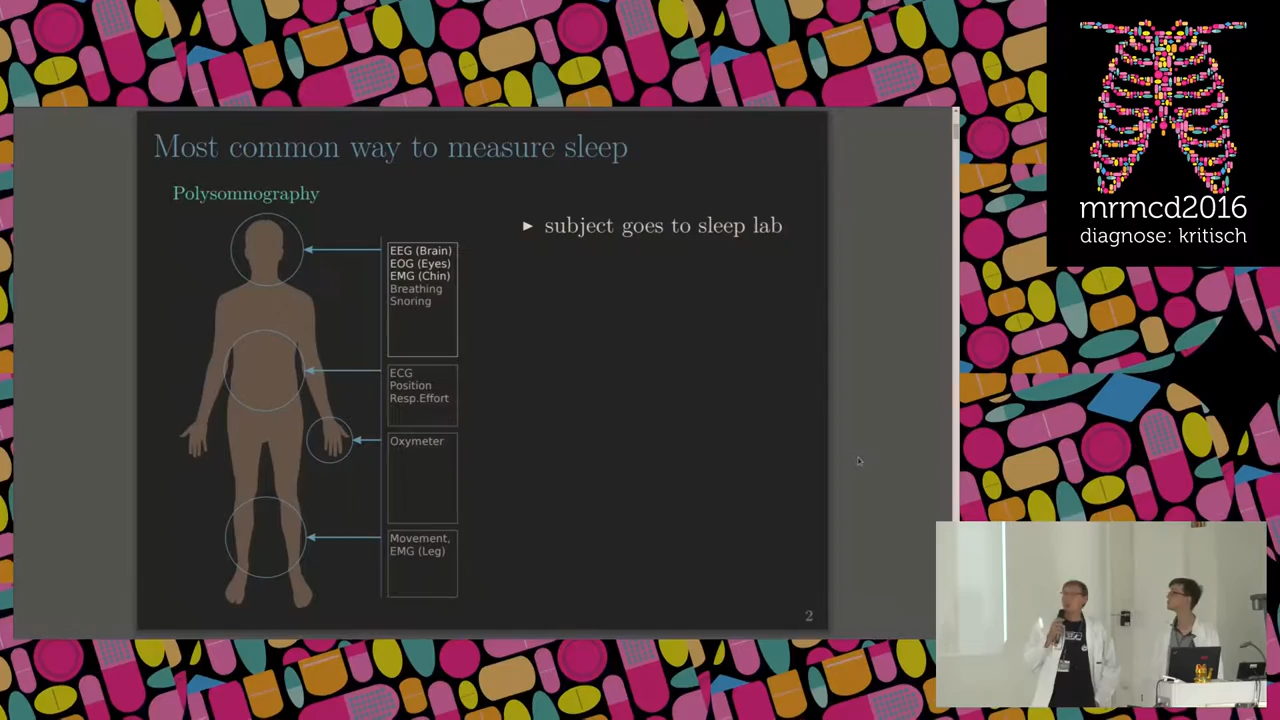 Most common way to measure sleep
Polysomnography
► subject goes to sleep lab
EEG (Brain)
EOG (Eyes)
EMG (Chin)
Breathing
Snoring
ECG
Position
Resp.Effort
Oxymeter
Movement,
EMG (Leg)
2
mrmcd2016
diagnose: kritisch